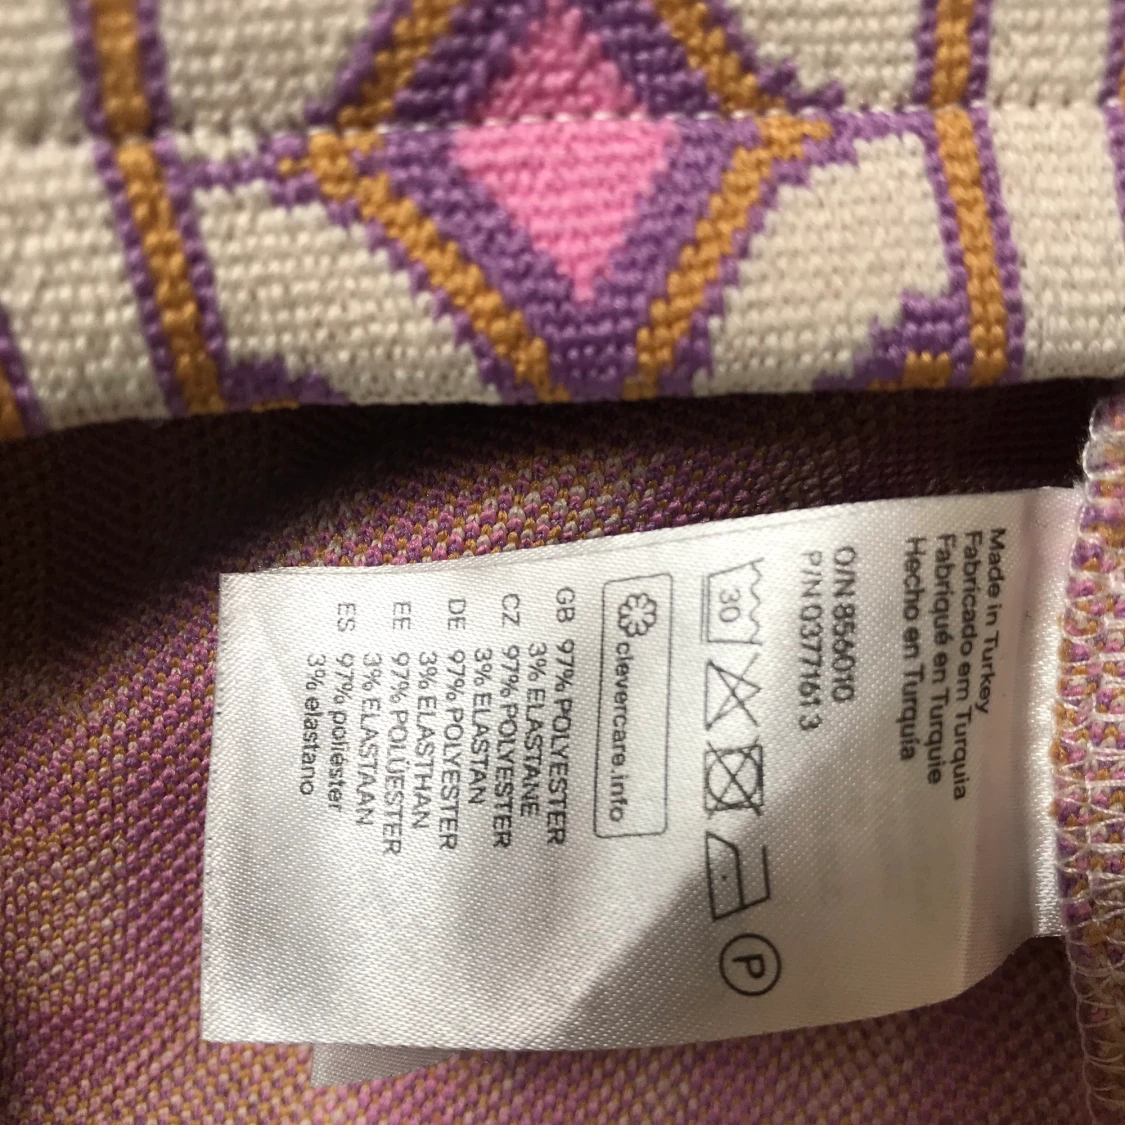 Made in Turkey
Fabricado em Turquia
Fabriqué en Turquie
Hecho en Turquía
O/N 856010
P/N 03771613
30
P
clevercare.info
GB 97% POLYESTER
3% ELASTANE
CZ 97% POLYESTER
3% ELASTAN
DE 97% POLYESTER
3% ELASTHAN
EE 97% POLÜESTER
3% ELASTAAN
ES 97% poliéster
3% elastano